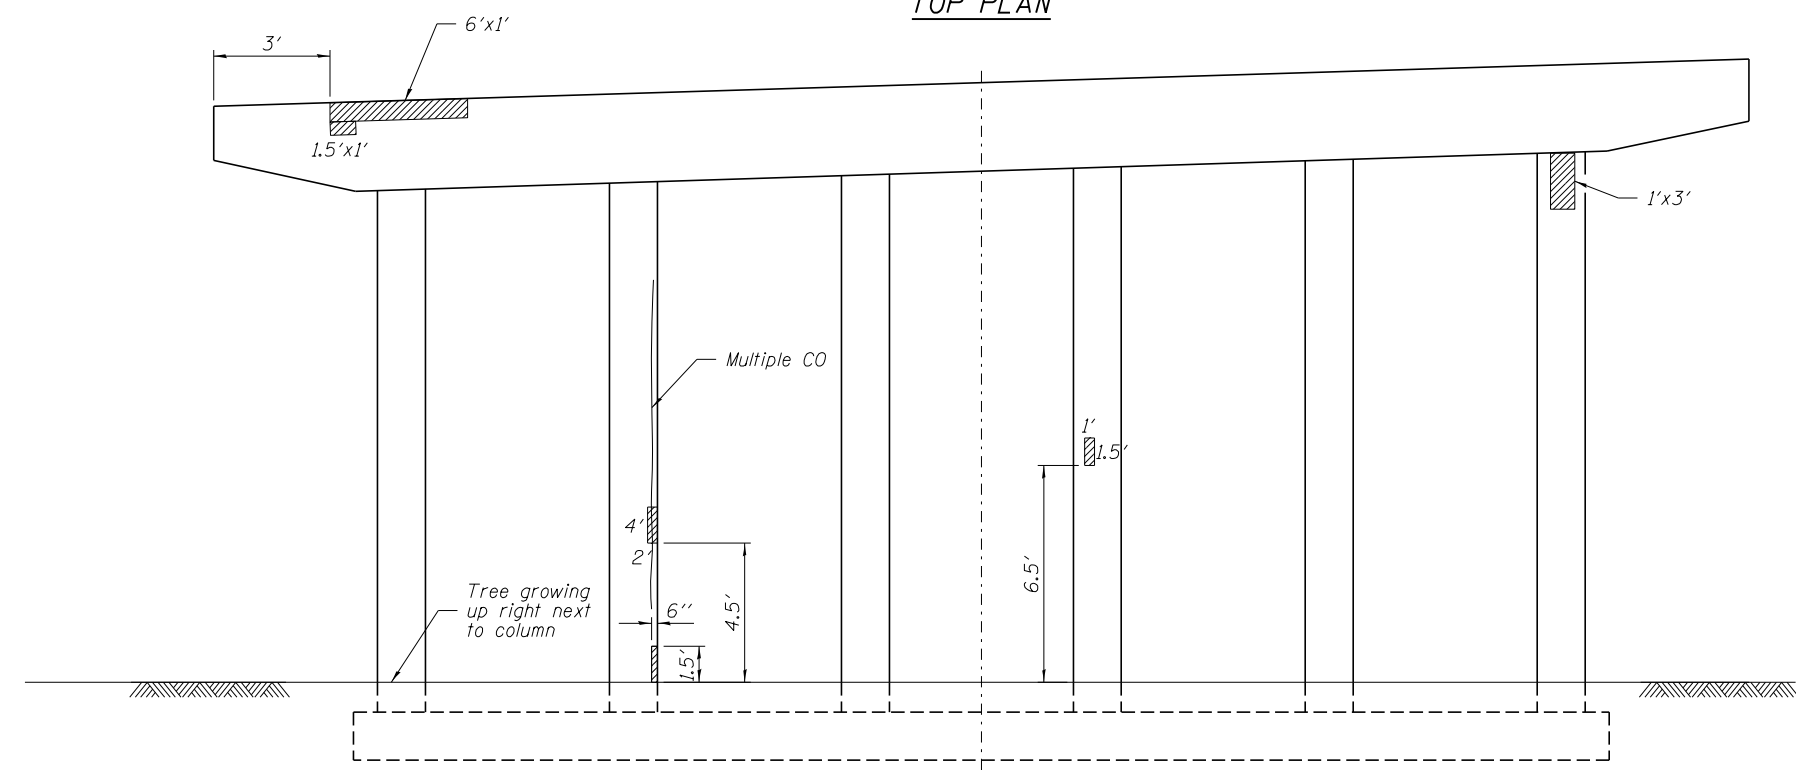 TOP PLAN
6'x1'
3'
1.5'x1'
1'x3'
Multiple CO
1'
1.5'
4'
2'
6.5'
Tree growing
up right next
to column
6''
4.5'
1.5'